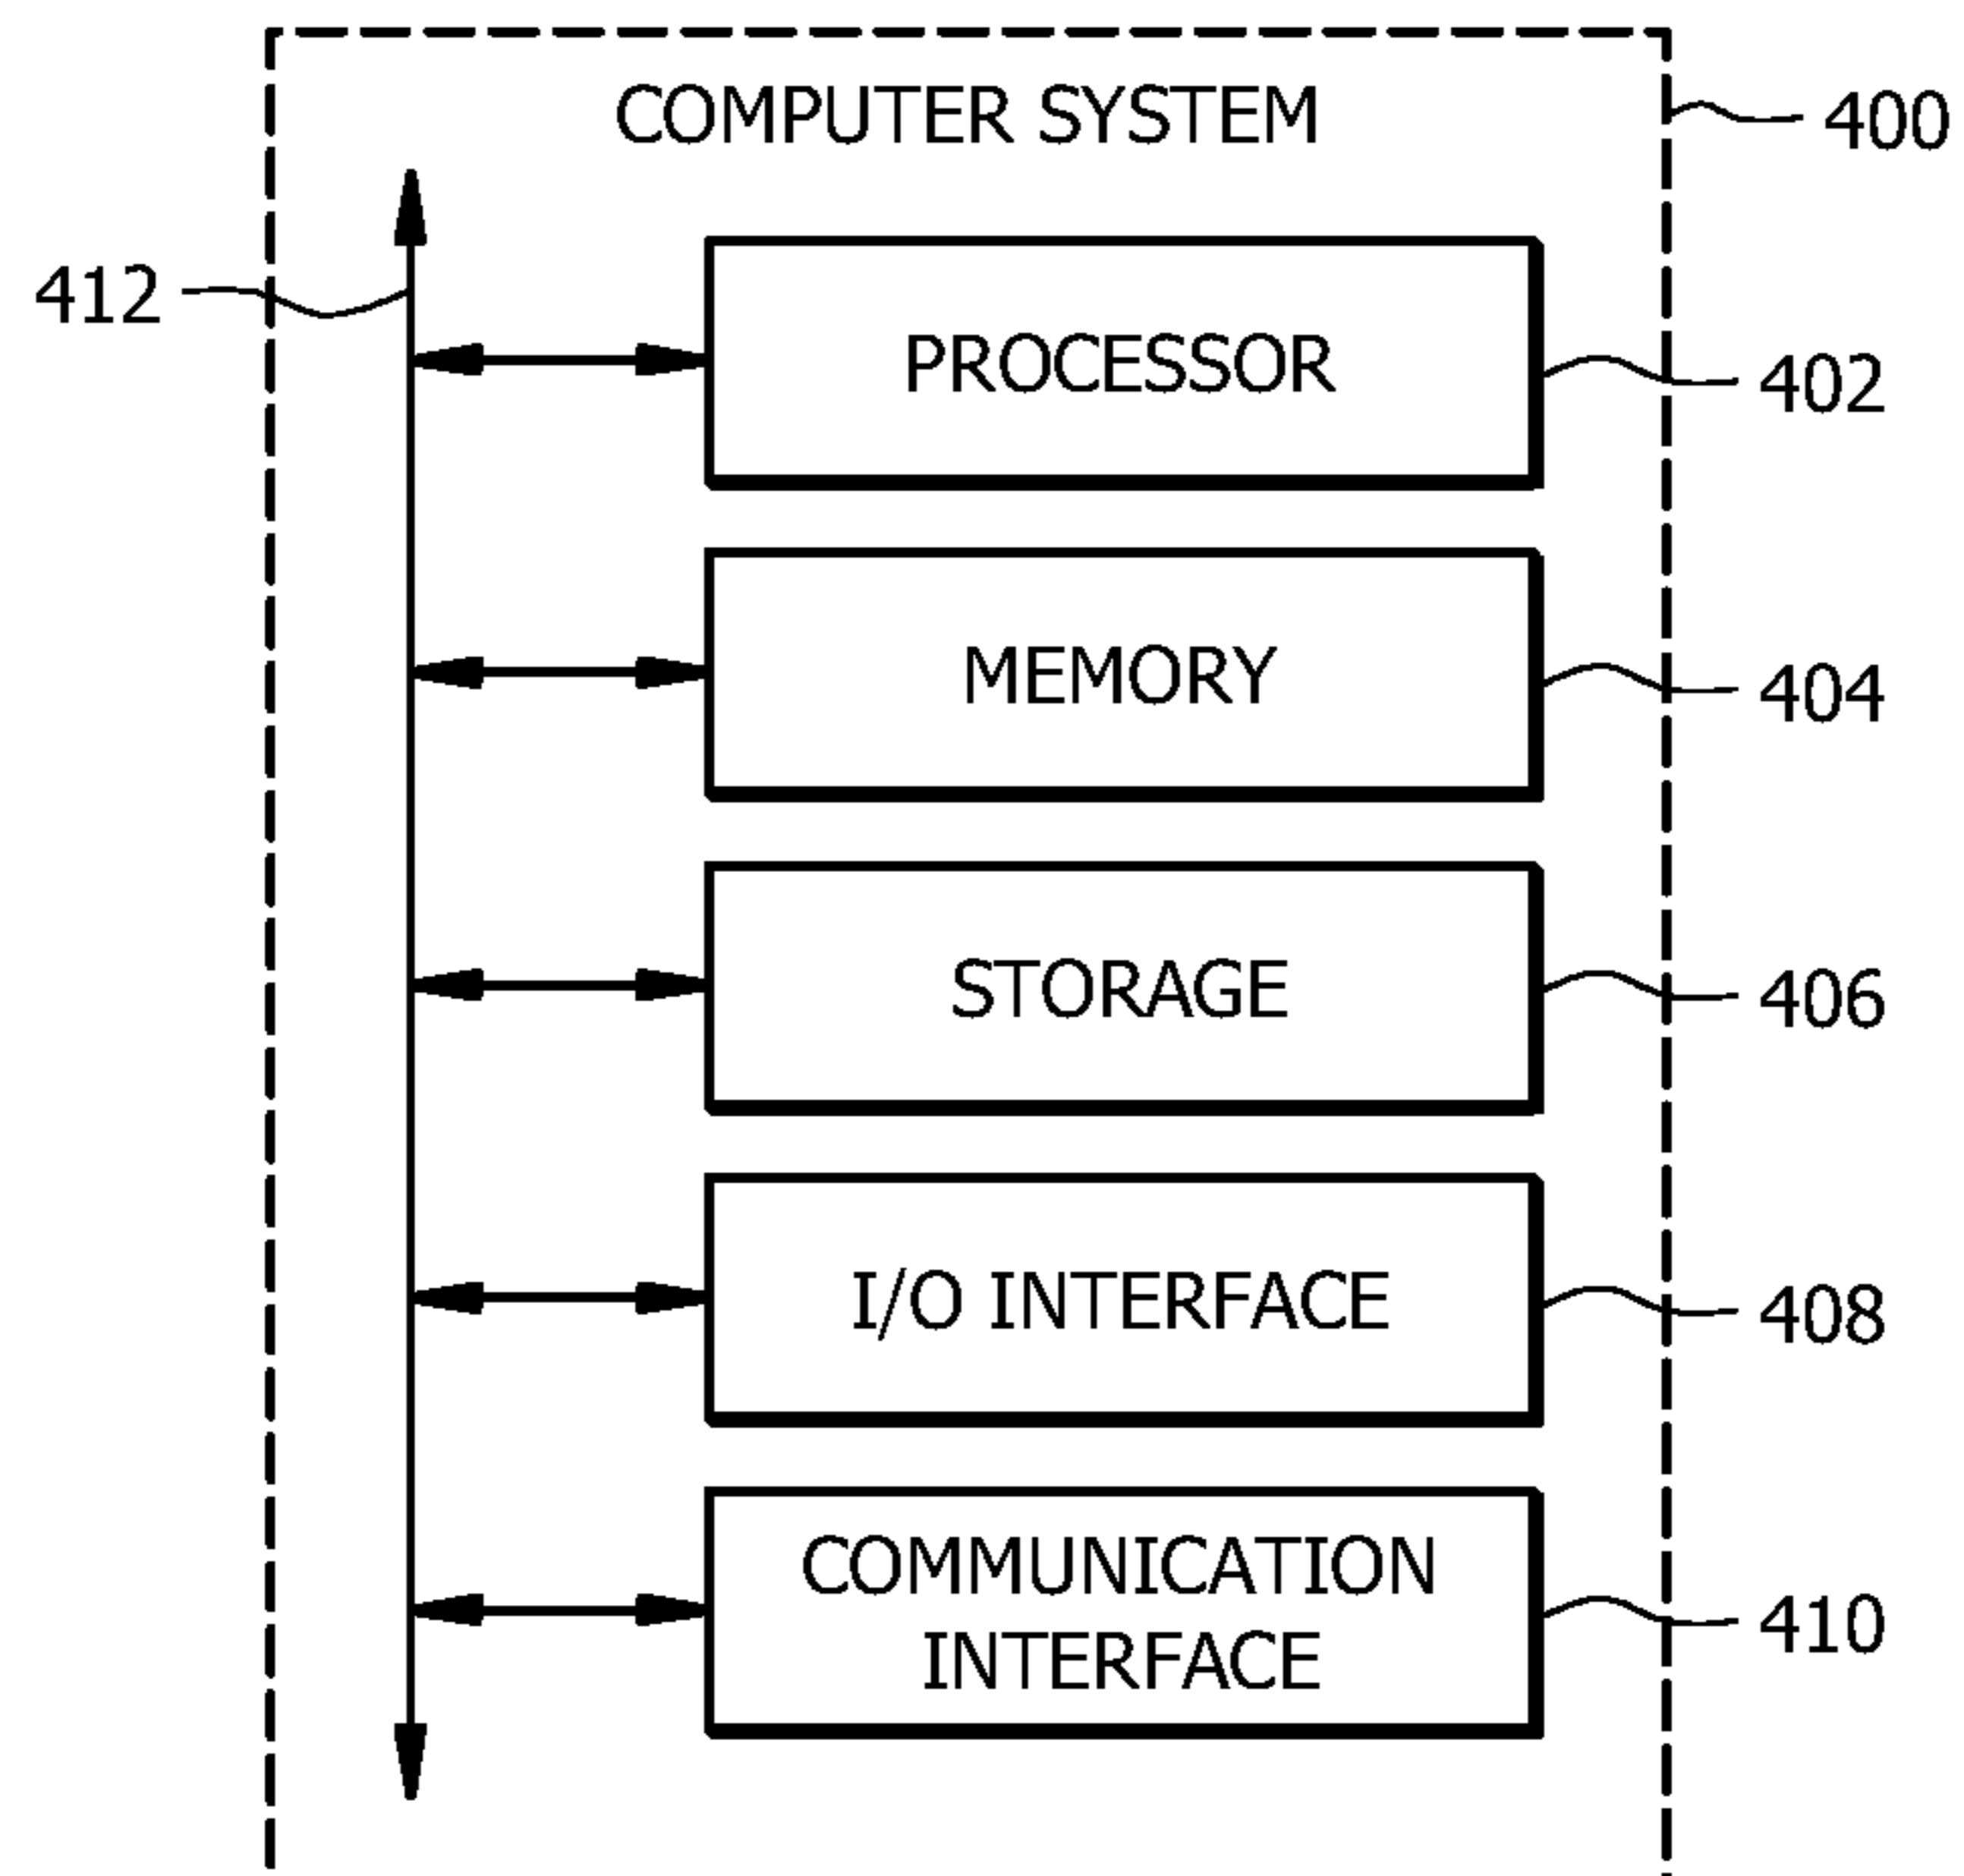 COMPUTER SYSTEM
400
412
PROCESSOR
402
MEMORY
404
STORAGE
406
I/O INTERFACE
408
COMMUNICATION
INTERFACE
410